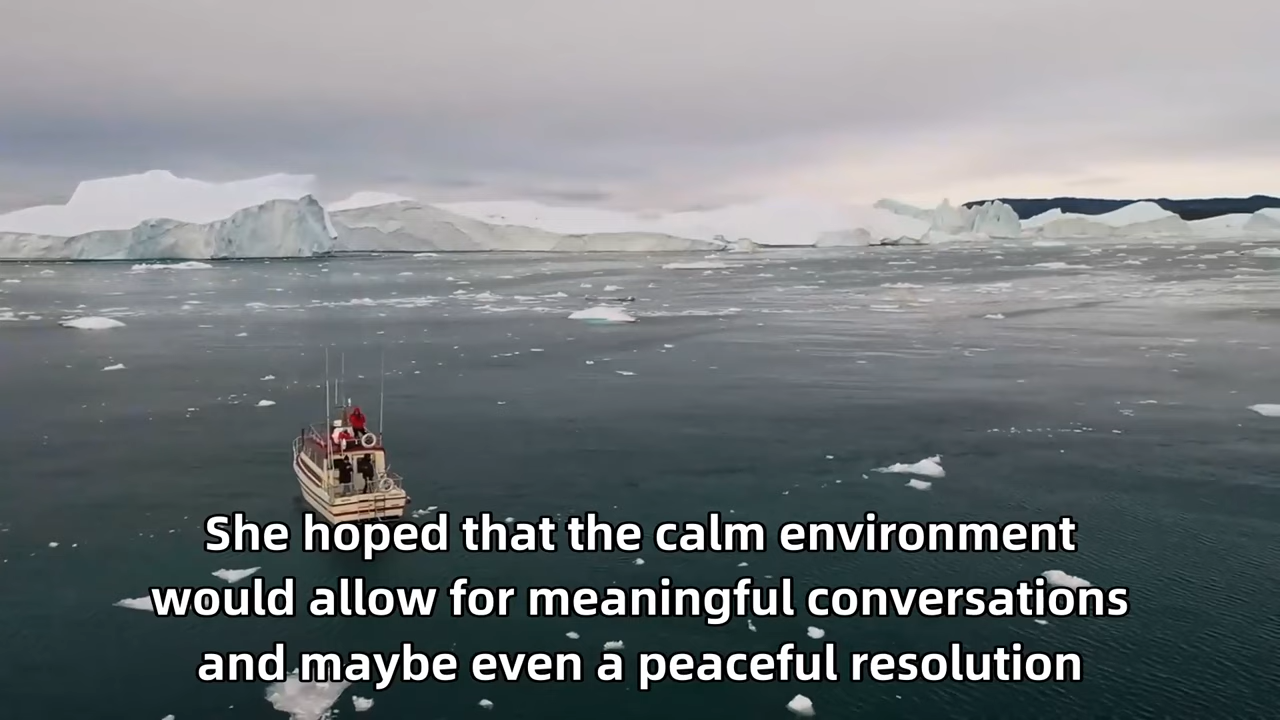 She hoped that the calm environment
would allow for meaningful conversations
and maybe even a peaceful resolution